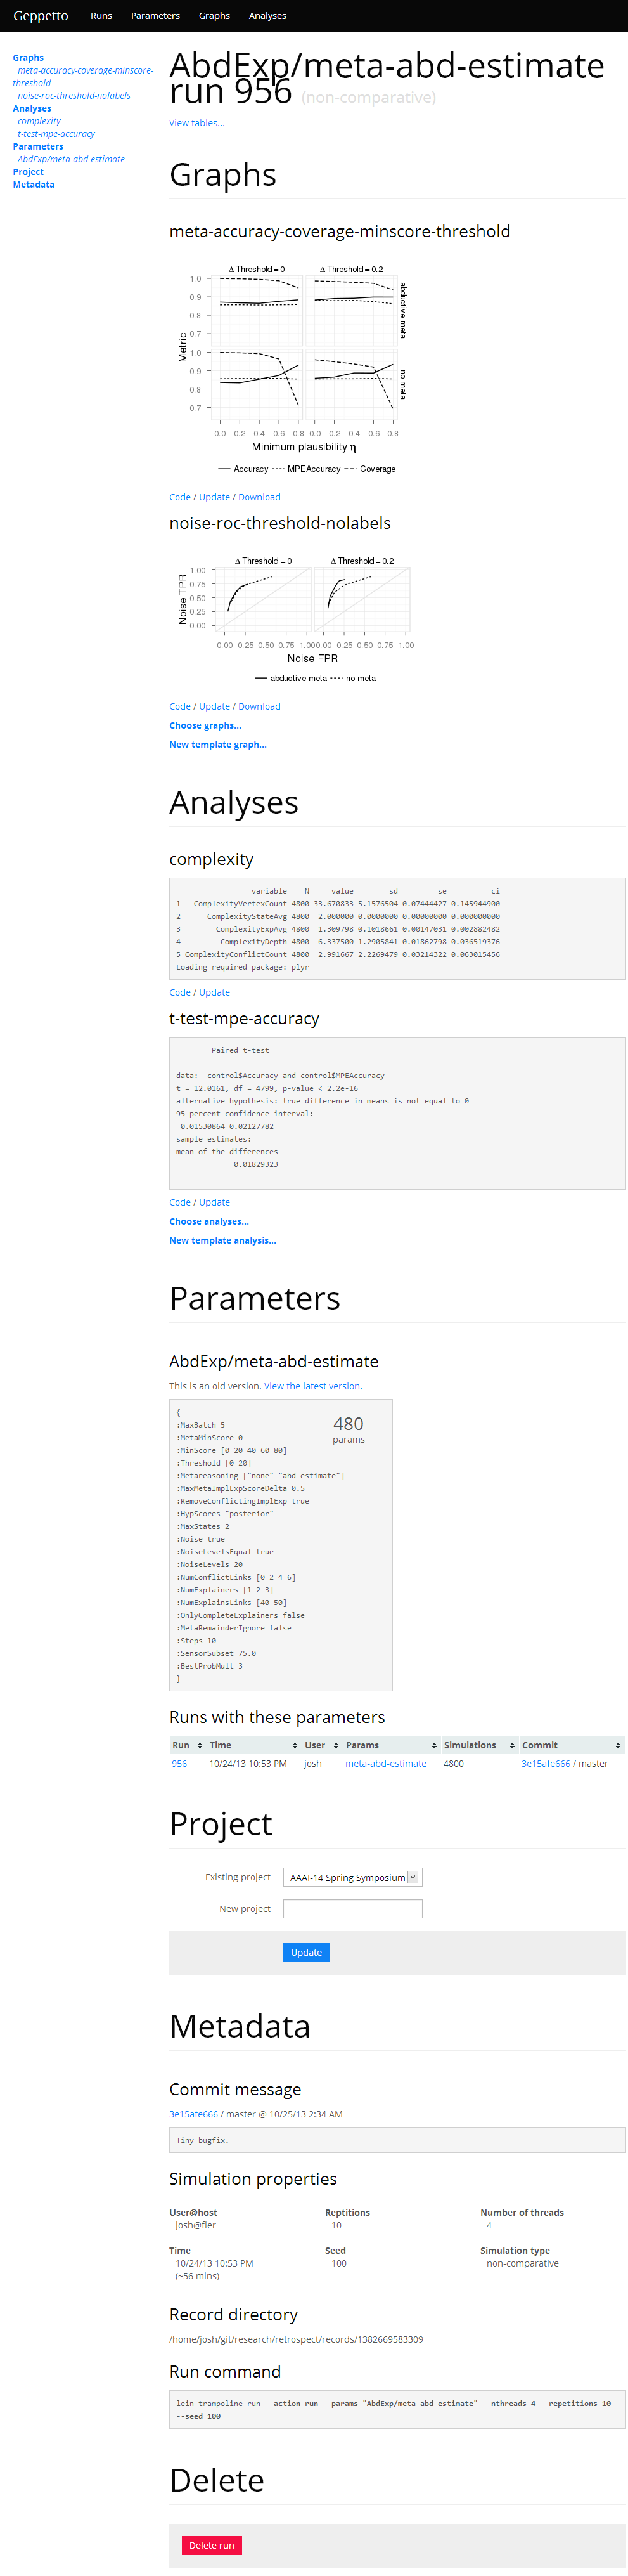 Geppetto Runs Parameters Graphs Analyses
Graphs
meta-accuracy-coverage-minscore-
threshold
noise-roc-threshold-nolabels
Analyses
complexity
t-test-mpe-accuracy
Parameters
AbdExp/meta-abd-estimate
Project
Metadata
AbdExp/meta-abd-estimate
run 956 (non-comparative)
View tables...
Graphs
meta-accuracy-coverage-minscore-threshold
Δ Threshold = 0 Δ Threshold = 0.2
1.0
0.9
0.8
0.7
abductive meta
Metric
1.0
0.9
0.8
0.7
no meta
0.0 0.2 0.4 0.6 0.8 0.0 0.2 0.4 0.6 0.8
Minimum plausibility η
Accuracy MPEAccuracy Coverage
Code / Update / Download
noise-roc-threshold-nolabels
Δ Threshold = 0 Δ Threshold = 0.2
1.00
0.75
0.50
0.25
0.00
Noise TPR
0.00 0.25 0.50 0.75 1.00 0.00 0.25 0.50 0.75 1.00
Noise FPR
abductive meta no meta
Code / Update / Download
Choose graphs...
New template graph...
Analyses
complexity
variable N value sd se ci
1 ComplexityVertexCount 4800 33.670833 5.1576504 0.07444427 0.145944900
2 ComplexityStateAvg 4800 2.000000 0.0000000 0.00000000 0.000000000
3 ComplexityExpAvg 4800 1.309798 0.1018661 0.00147031 0.002882482
4 ComplexityDepth 4800 6.337500 1.2905841 0.01862798 0.036519376
5 ComplexityConflictCount 4800 2.991667 2.2269479 0.03214322 0.063015456
Loading required package: plyr
Code / Update
t-test-mpe-accuracy
Paired t-test
data: control$Accuracy and control$MPEAccuracy
t = 12.0161, df = 4799, p-value < 2.2e-16
alternative hypothesis: true difference in means is not equal to 0
95 percent confidence interval:
0.01530864 0.02127782
sample estimates:
mean of the differences
0.01829323
Code / Update
Choose analyses...
New template analysis...
Parameters
AbdExp/meta-abd-estimate
This is an old version. View the latest version.
480
params
{
:MaxBatch 5
:MetaMinScore 0
:MinScore [0 20 40 60 80]
:Threshold [0 20]
:Metareasoning ["none" "abd-estimate"]
:MaxMetaImplExpScoreDelta 0.5
:RemoveConflictingImplExp true
:HypScores "posterior"
:MaxStates 2
:Noise true
:NoiseLevelsEqual true
:NoiseLevels 20
:NumConflictLinks [0 2 4 6]
:NumExplainers [1 2 3]
:NumExplainsLinks [40 50]
:OnlyCompleteExplainers false
:MetaRemainderIgnore false
:Steps 10
:SensorSubset 75.0
:BestProbMult 3
}
Runs with these parameters
Run Time User Params Simulations Commit
956 10/24/13 10:53 PM josh meta-abd-estimate 4800 3e15afe666 / master
Project
Existing project AAAI-14 Spring Symposium
New project
Update
Metadata
Commit message
3e15afe666 / master @ 10/25/13 2:34 AM
Tiny bugfix.
Simulation properties
User@host Reptitions Number of threads
josh@fier 10 4
Time Seed Simulation type
10/24/13 10:53 PM 100 non-comparative
(~56 mins)
Record directory
/home/josh/git/research/retrospect/records/1382669583309
Run command
lein trampoline run --action run --params "AbdExp/meta-abd-estimate" --nthreads 4 --repetitions 10
--seed 100
Delete
Delete run